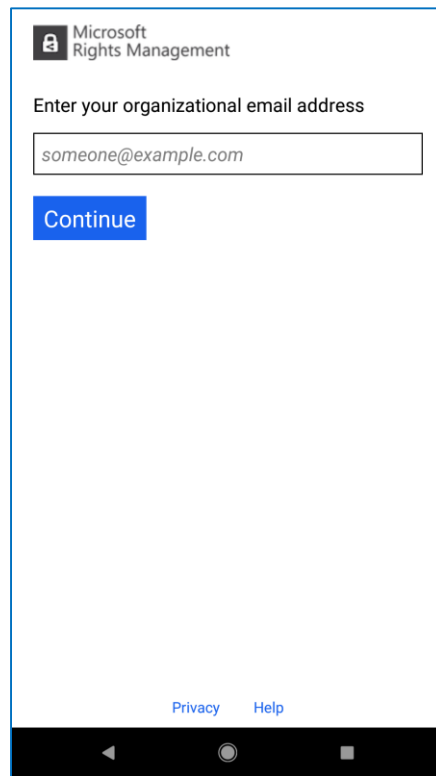 Microsoft
Rights Management
Enter your organizational email address
someone@example.com
Continue
Privacy Help